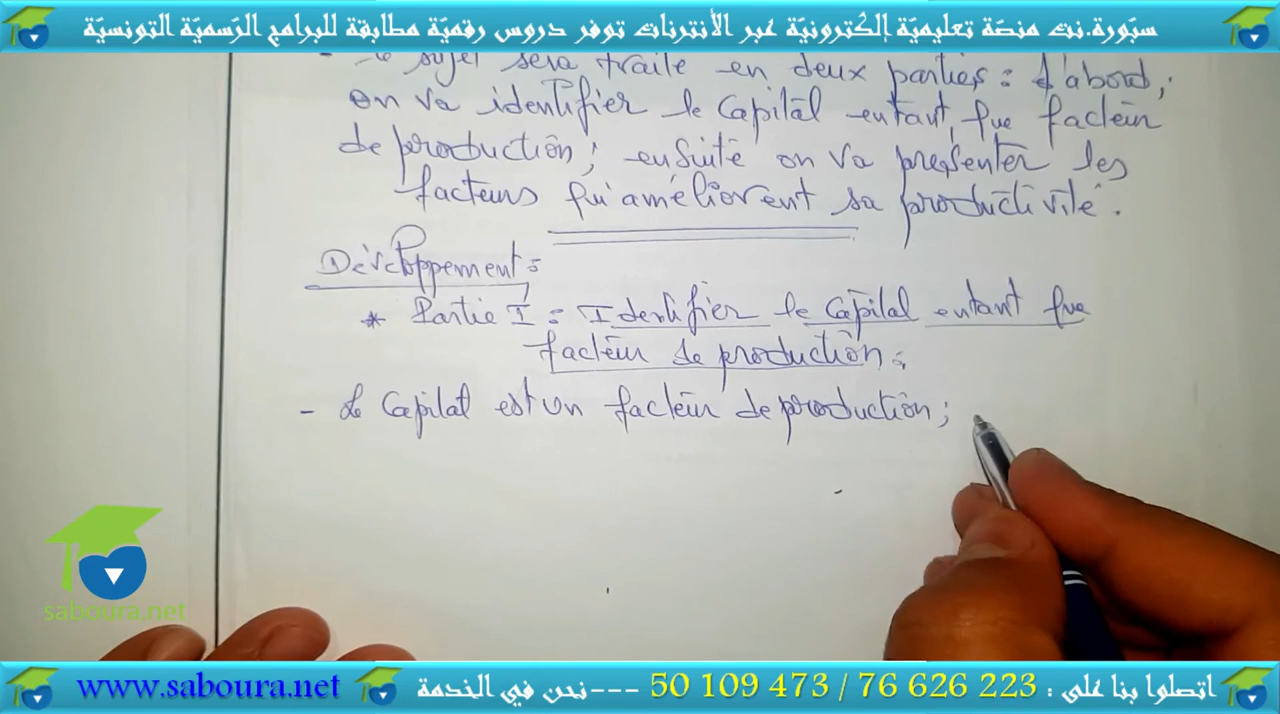 سبّورة.نت منصّة تعليميّة إلكترونيّة عبر الأنترنات توفر دروس رقميّة مطابقة للبرامج الرّسميّة التونسيّة
- Le sujet sera traité en deux parties : d'abord,
on va identifier le capital entant que facteur
de production; ensuite on va présenter les
facteurs qui améliorent sa productivité.
Développement :
* Partie I : Identifier le capital entant que
facteur de production :
- Le Capital est un facteur de production;
saboura.net
www.saboura.net اتصلوا بنا على : 50 109 473 / 76 626 223 ---نحن في الخدمة